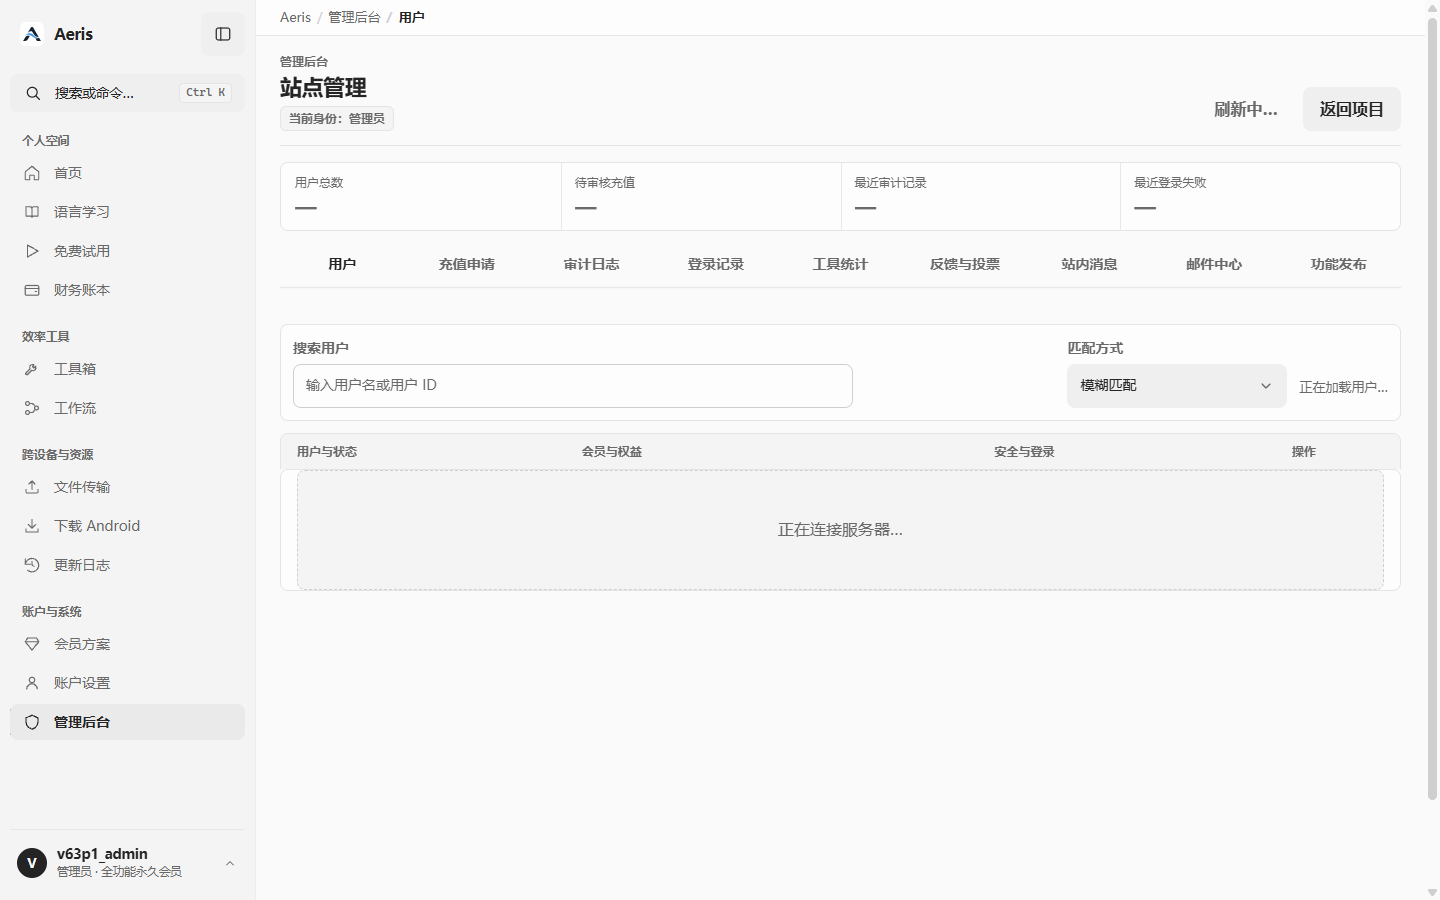 Aeris
搜索或命令... Ctrl K
个人空间
首页
语言学习
免费试用
财务账本
效率工具
工具箱
工作流
跨设备与资源
文件传输
下载 Android
更新日志
账户与系统
会员方案
账户设置
管理后台
V
v63p1_admin
管理员 · 全功能永久会员
Aeris / 管理后台 / 用户
管理后台
站点管理
当前身份：管理员
刷新中...
返回项目
用户总数
—
待审核充值
—
最近审计记录
—
最近登录失败
—
用户 充值申请 审计日志 登录记录 工具统计 反馈与投票 站内消息 邮件中心 功能发布
搜索用户
输入用户名或用户 ID
匹配方式
模糊匹配
正在加载用户...
用户与状态 会员与权益 安全与登录 操作
正在连接服务器...